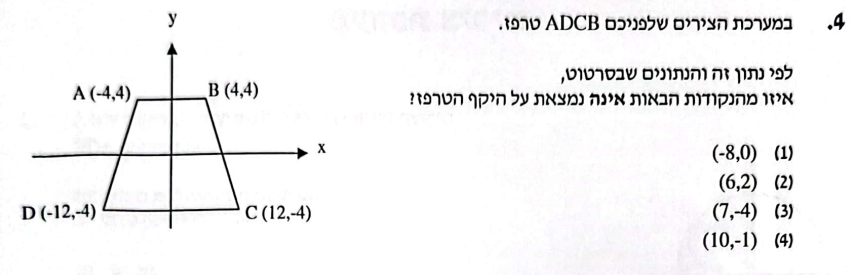 4. במערכת הצירים שלפניכם ADCB טרפז.
לפי נתון זה והנתונים שבסרטוט,
איזו מהנקודות הבאות אינה נמצאת על היקף הטרפז?
(1) (-8,0)
(2) (6,2)
(3) (7,-4)
(4) (10,-1)
y
A (-4,4)
B (4,4)
x
D (-12,-4)
C (12,-4)